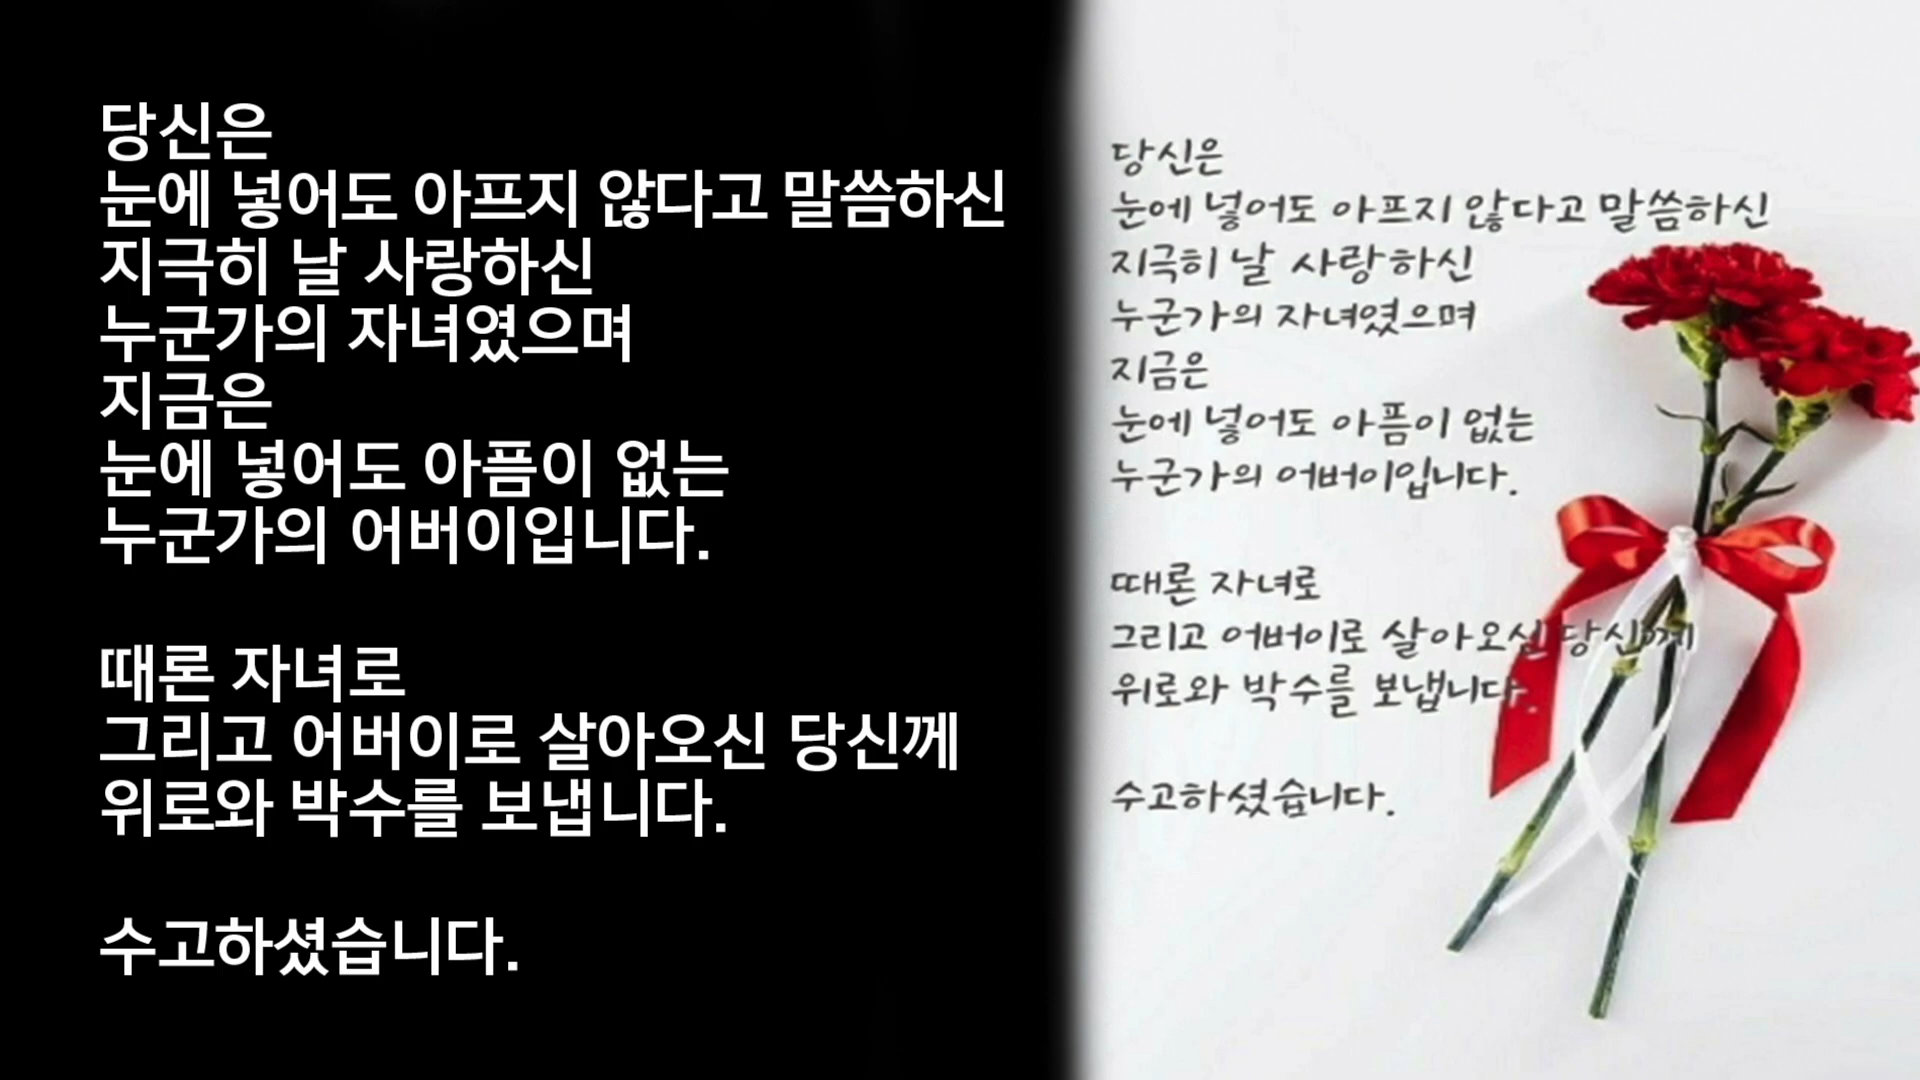 당신은
눈에 넣어도 아프지 않다고 말씀하신
지극히 날 사랑하신
누군가의 자녀였으며
지금은
눈에 넣어도 아픔이 없는
누군가의 어버이입니다.
때론 자녀로
그리고 어버이로 살아오신 당신께
위로와 박수를 보냅니다.
수고하셨습니다.
당신은
눈에 넣어도 아프지 않다고 말씀하신
지극히 날 사랑하신
누군가의 자녀였으며
지금은
눈에 넣어도 아픔이 없는
누군가의 어버이입니다.
때론 자녀로
그리고 어버이로 살아오신 당신께
위로와 박수를 보냅니다.
수고하셨습니다.